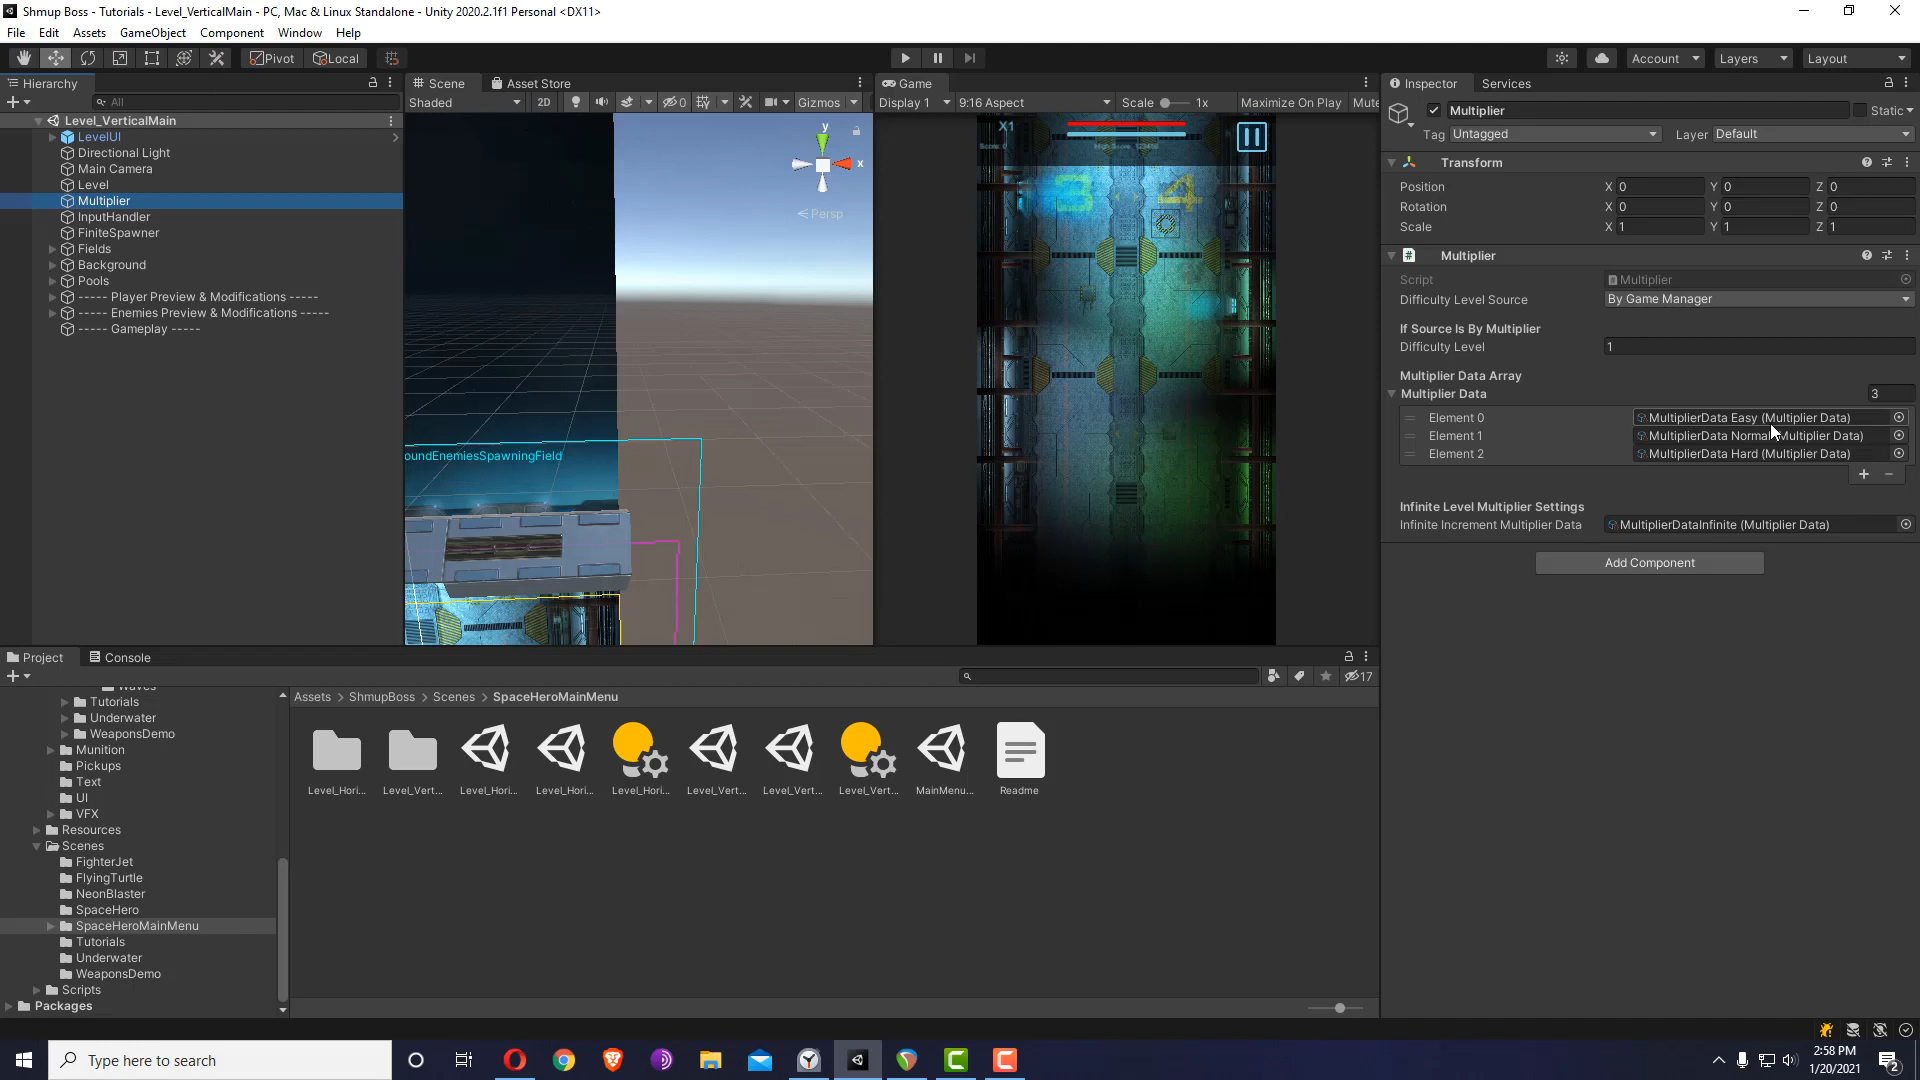 Shmup Boss - Tutorials - Level_VerticalMain - PC, Mac & Linux Standalone - Unity 2020.2.1f1 Personal <DX11>
File Edit Assets GameObject Component Window Help
Pivot Local Account Layers Layout
Hierarchy
All
Level_VerticalMain
LevelUI
Directional Light
Main Camera
Level
Multiplier
InputHandler
FiniteSpawner
Fields
Background
Pools
----- Player Preview & Modifications -----
----- Enemies Preview & Modifications -----
----- Gameplay -----
Scene Asset Store
Shaded 2D 0 Gizmos
y
x
Persp
oundEnemiesSpawningField
Game
Display 1 9:16 Aspect Scale 1x Maximize On Play Mute
X1
3 4
Inspector Services
Multiplier Static
Tag Untagged Layer Default
Transform
Position X 0 Y 0 Z 0
Rotation X 0 Y 0 Z 0
Scale X 1 Y 1 Z 1
# Multiplier
Script Multiplier
Difficulty Level Source By Game Manager
If Source Is By Multiplier
Difficulty Level 1
Multiplier Data Array
Multiplier Data 3
Element 0 MultiplierData Easy (Multiplier Data)
Element 1 MultiplierData Normal (Multiplier Data)
Element 2 MultiplierData Hard (Multiplier Data)
Infinite Level Multiplier Settings
Infinite Increment Multiplier Data MultiplierDataInfinite (Multiplier Data)
Add Component
Project Console
17
Tutorials
Underwater
WeaponsDemo
Munition
Pickups
Text
UI
VFX
Resources
Scenes
FighterJet
FlyingTurtle
NeonBlaster
SpaceHero
SpaceHeroMainMenu
Tutorials
Underwater
WeaponsDemo
Scripts
Packages
Assets > ShmupBoss > Scenes > SpaceHeroMainMenu
Level_Hori... Level_Vert... Level_Hori... Level_Hori... Level_Hori... Level_Vert... Level_Vert... Level_Vert... MainMenu... Readme
Type here to search
2:58 PM
1/20/2021
2